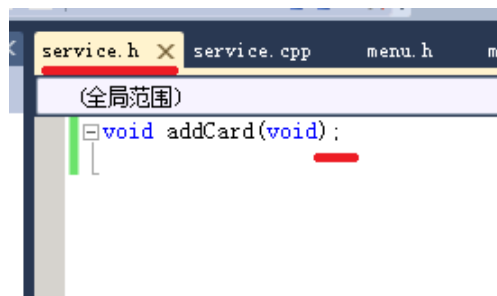 service.h service.cpp menu.h m
(全局范围)
void addCard(void);